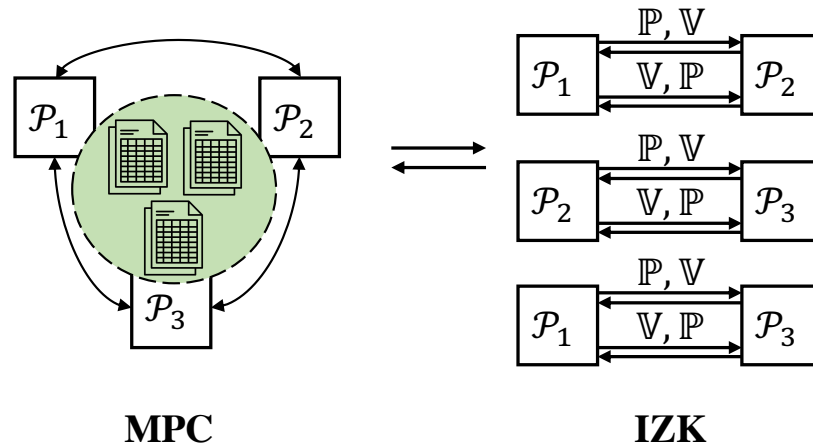 𝒫₁
𝒫₂
𝒫₃
MPC
ℙ, 𝕍
𝒫₁
𝒫₂
𝕍, ℙ
ℙ, 𝕍
𝒫₂
𝒫₃
𝕍, ℙ
ℙ, 𝕍
𝒫₁
𝒫₃
𝕍, ℙ
IZK